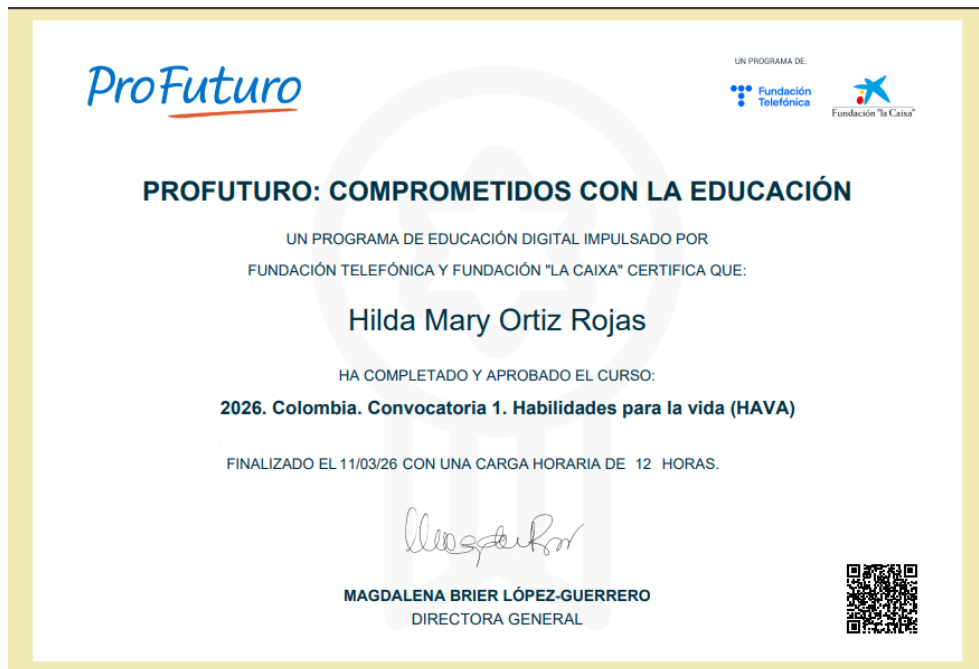 ProFuturo
UN PROGRAMA DE:
Fundación
Telefónica
Fundación "la Caixa"
PROFUTURO: COMPROMETIDOS CON LA EDUCACIÓN
UN PROGRAMA DE EDUCACIÓN DIGITAL IMPULSADO POR
FUNDACIÓN TELEFÓNICA Y FUNDACIÓN "LA CAIXA" CERTIFICA QUE:
Hilda Mary Ortiz Rojas
HA COMPLETADO Y APROBADO EL CURSO:
2026. Colombia. Convocatoria 1. Habilidades para la vida (HAVA)
FINALIZADO EL 11/03/26 CON UNA CARGA HORARIA DE 12 HORAS.
MAGDALENA BRIER LÓPEZ-GUERRERO
DIRECTORA GENERAL